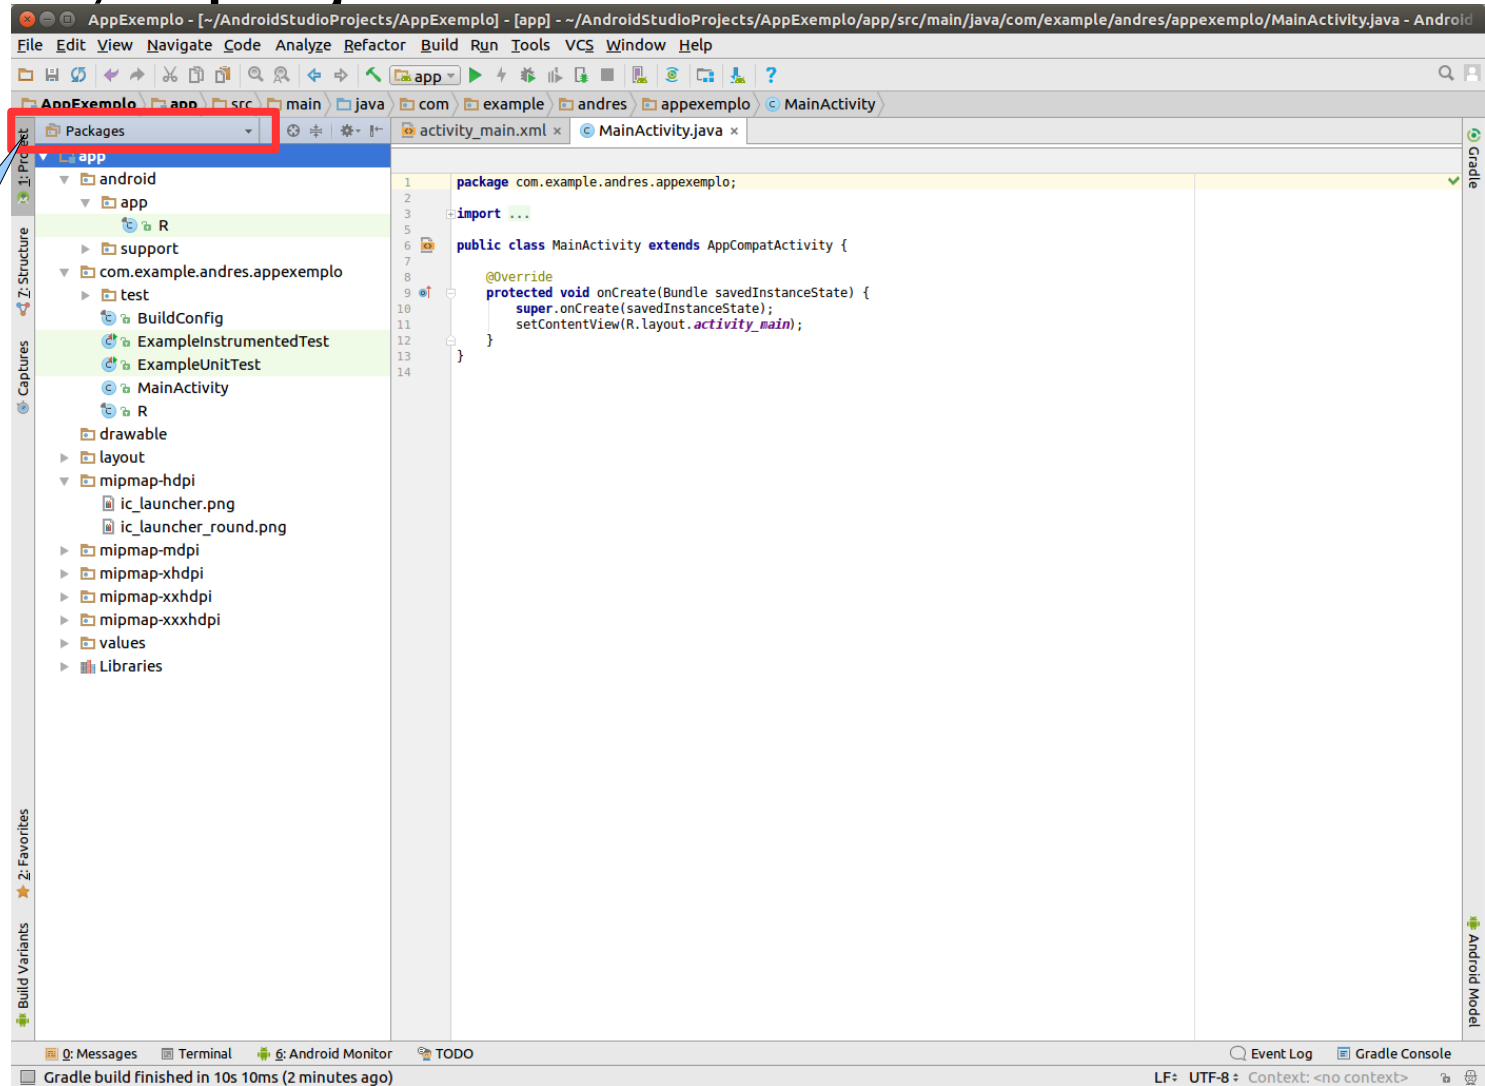 AppExemplo - [~/AndroidStudioProjects/AppExemplo] - [app] - ~/AndroidStudioProjects/AppExemplo/app/src/main/java/com/example/andres/appexemplo/MainActivity.java - Android
File Edit View Navigate Code Analyze Refactor Build Run Tools VCS Window Help
app
AppExemplo app src main java com example andres appexemplo MainActivity
Packages
activity_main.xml × MainActivity.java ×
1: Project
7: Structure
Captures
2: Favorites
Build Variants
app
android
app
R
support
com.example.andres.appexemplo
test
BuildConfig
ExampleInstrumentedTest
ExampleUnitTest
MainActivity
R
drawable
layout
mipmap-hdpi
ic_launcher.png
ic_launcher_round.png
mipmap-mdpi
mipmap-xhdpi
mipmap-xxhdpi
mipmap-xxxhdpi
values
Libraries
1 package com.example.andres.appexemplo;
2
3 import ...
5
6 public class MainActivity extends AppCompatActivity {
7
8 @Override
9 protected void onCreate(Bundle savedInstanceState) {
10 super.onCreate(savedInstanceState);
11 setContentView(R.layout.activity_main);
12 }
13 }
14
Gradle
Android Model
0: Messages Terminal 6: Android Monitor TODO Event Log Gradle Console
Gradle build finished in 10s 10ms (2 minutes ago) LF÷ UTF-8÷ Context: <no context>